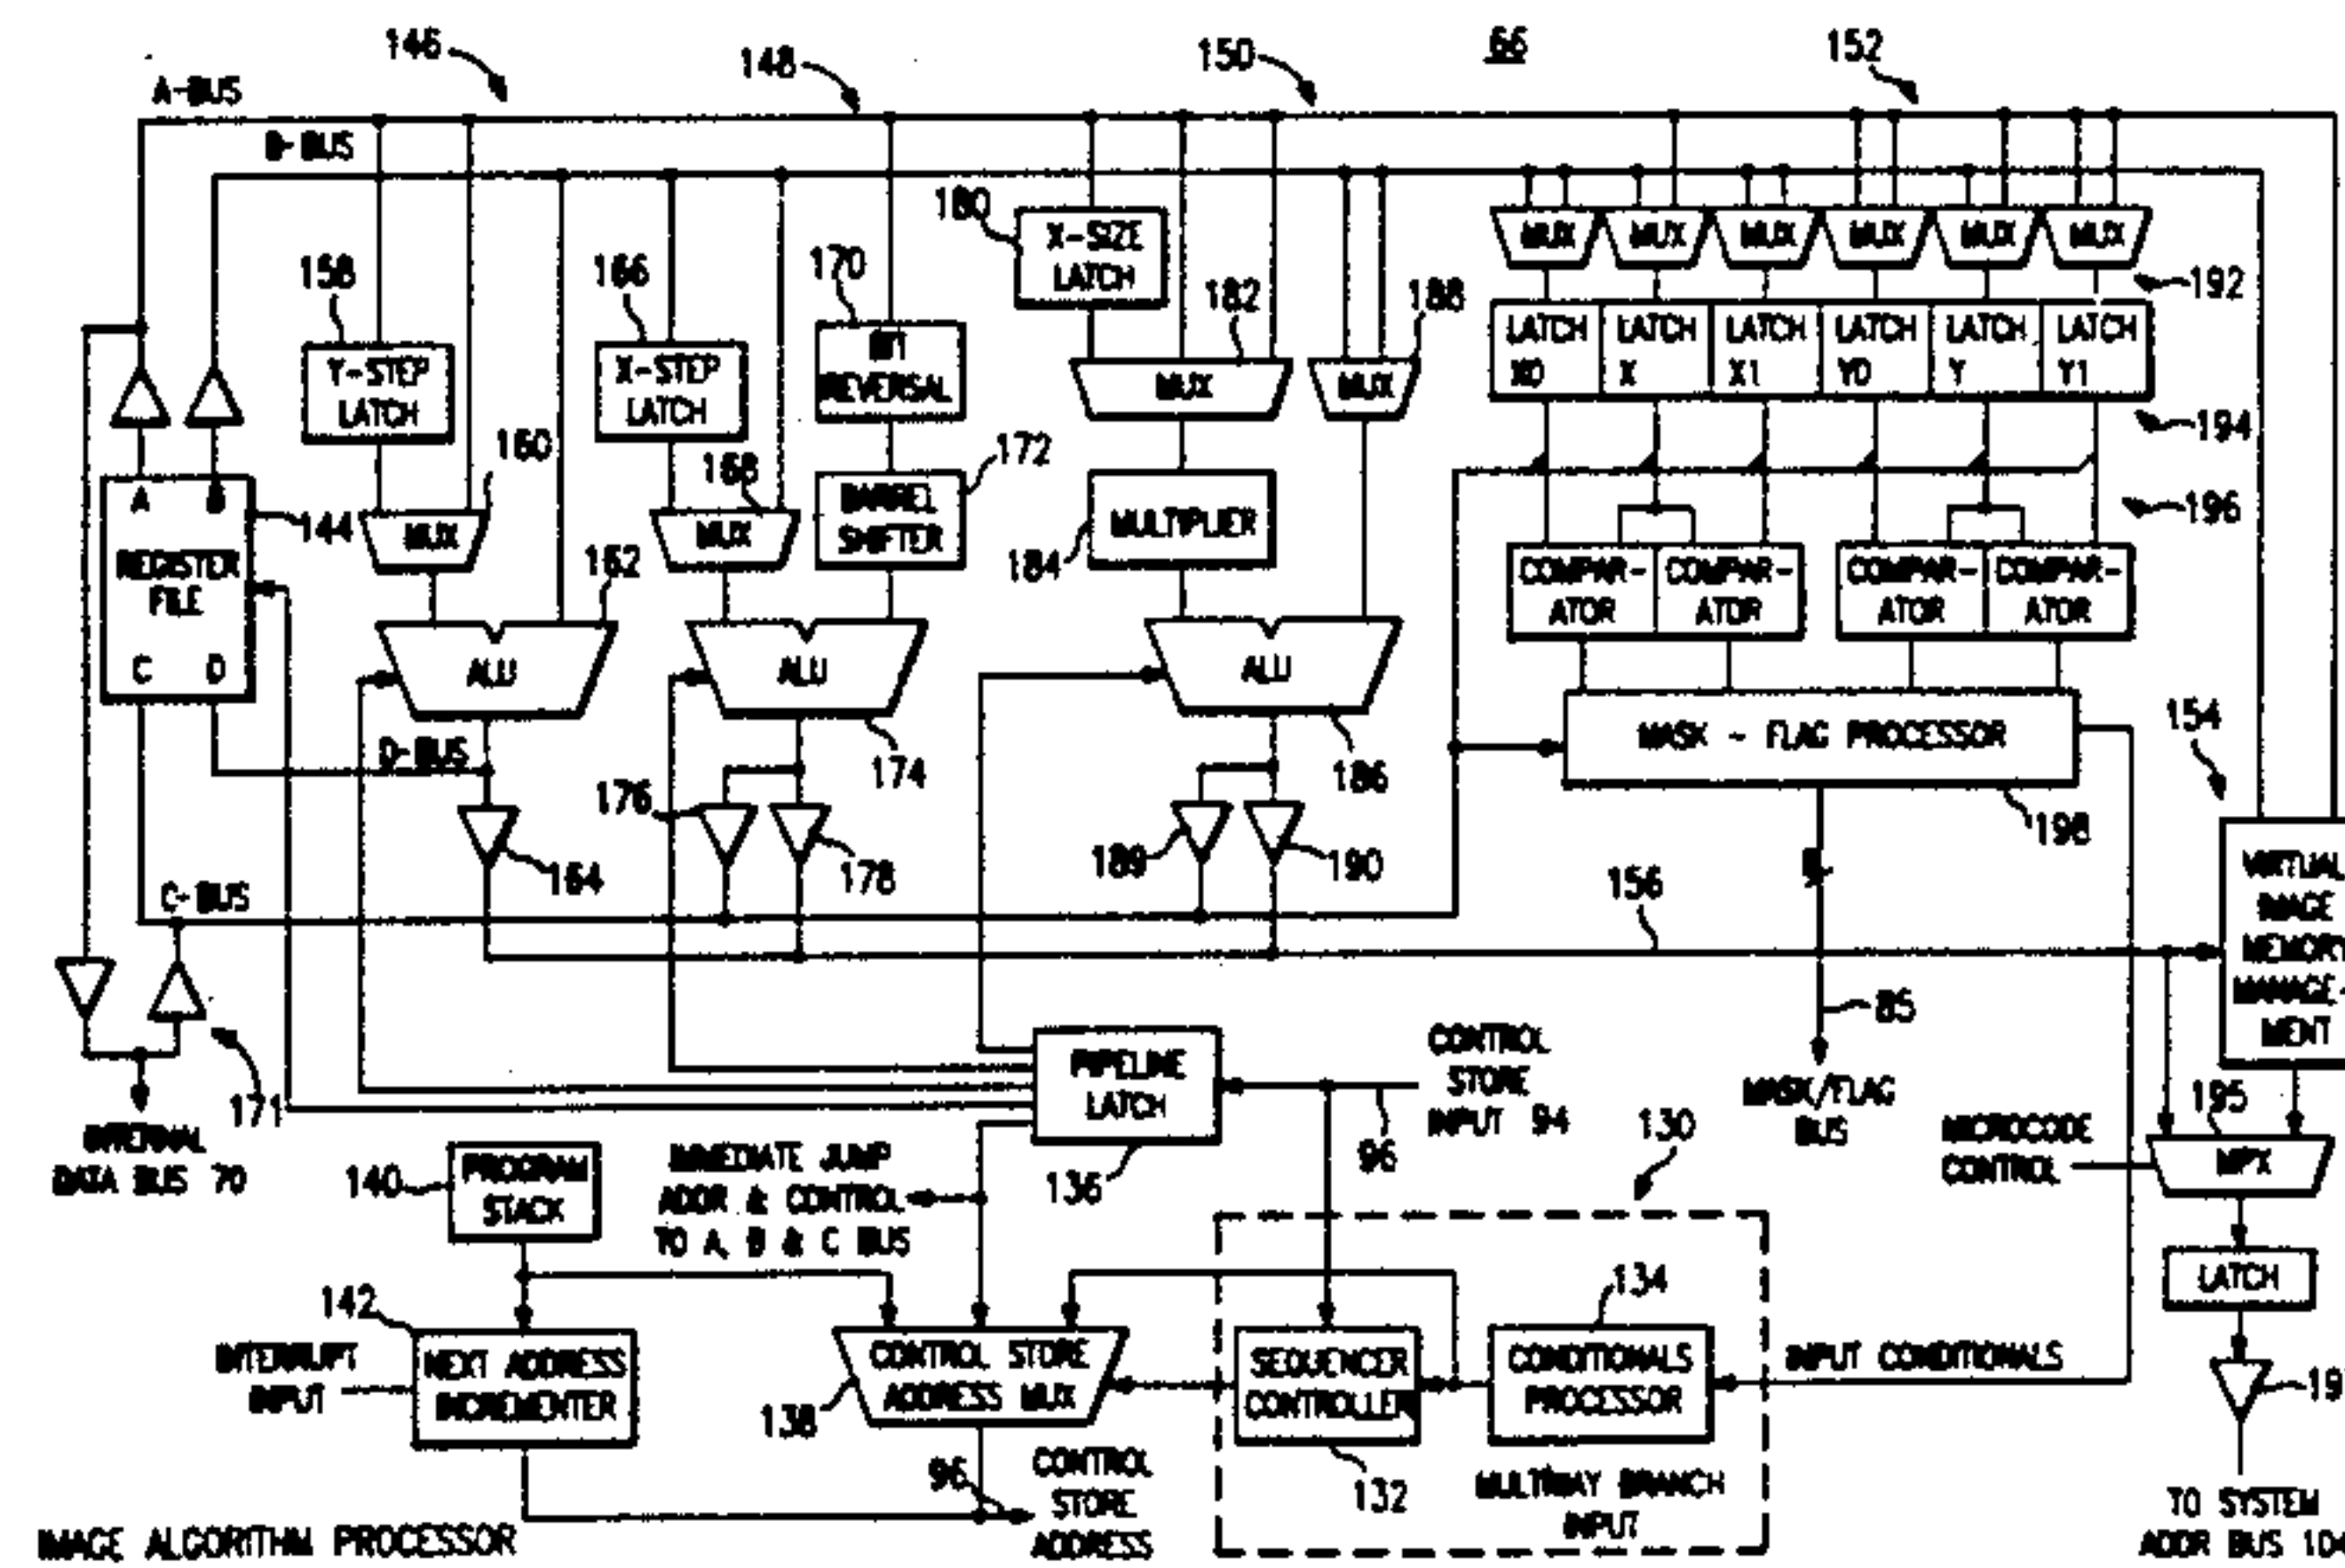 146
148
150
66
152
A-BUS
B-BUS
180
X-SIZE
LATCH
MUX
MUX
MUX
MUX
MUX
MUX
192
158
166
170
182
188
Y-STEP
LATCH
X-STEP
LATCH
BIT
REVERSAL
MUX
MUX
LATCH
X0
LATCH
X
LATCH
X1
LATCH
Y0
LATCH
Y
LATCH
Y1
194
160
168
172
A
B
144
REGISTER
FILE
C
D
MUX
MUX
BARREL
SHIFTER
MULTIPLIER
184
196
162
COMPAR-
ATOR
COMPAR-
ATOR
COMPAR-
ATOR
COMPAR-
ATOR
ALU
ALU
ALU
MASK - FLAG PROCESSOR
154
D-BUS
174
186
176
178
189
190
198
164
C-BUS
156
VIRTUAL
IMAGE
MEMORY
MANAGE-
MENT
85
171
INTERNAL
DATA BUS 70
PIPELINE
LATCH
136
CONTROL
STORE
INPUT 94
96
MASK/FLAG
BUS
130
MICROCODE
CONTROL
195
MPX
140
PROGRAM
STACK
IMMEDIATE JUMP
ADDR & CONTROL
TO A, B & C BUS
LATCH
142
INTERRUPT
INPUT
NEXT ADDRESS
INCREMENTER
CONTROL STORE
ADDRESS MUX
138
SEQUENCER
CONTROLLER
132
134
CONDITIONALS
PROCESSOR
INPUT CONDITIONALS
MULTIWAY BRANCH
INPUT
96
CONTROL
STORE
ADDRESS
TO SYSTEM
ADDR BUS 104
IMAGE ALGORITHM PROCESSOR